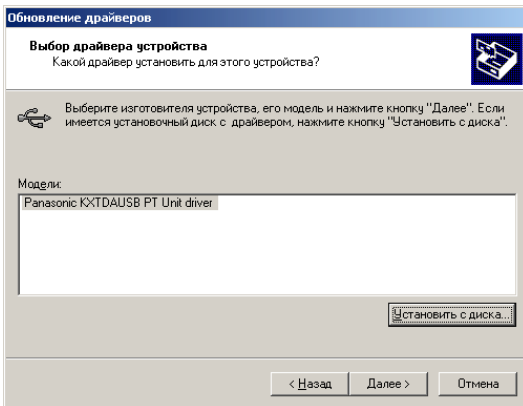 Обновление драйверов
Выбор драйвера устройства
Какой драйвер установить для этого устройства?
Выберите изготовителя устройства, его модель и нажмите кнопку "Далее". Если
имеется установочный диск с драйвером, нажмите кнопку "Установить с диска".
Модели:
Panasonic KXTDAUSB PT Unit driver
Установить с диска...
< Назад
Далее >
Отмена